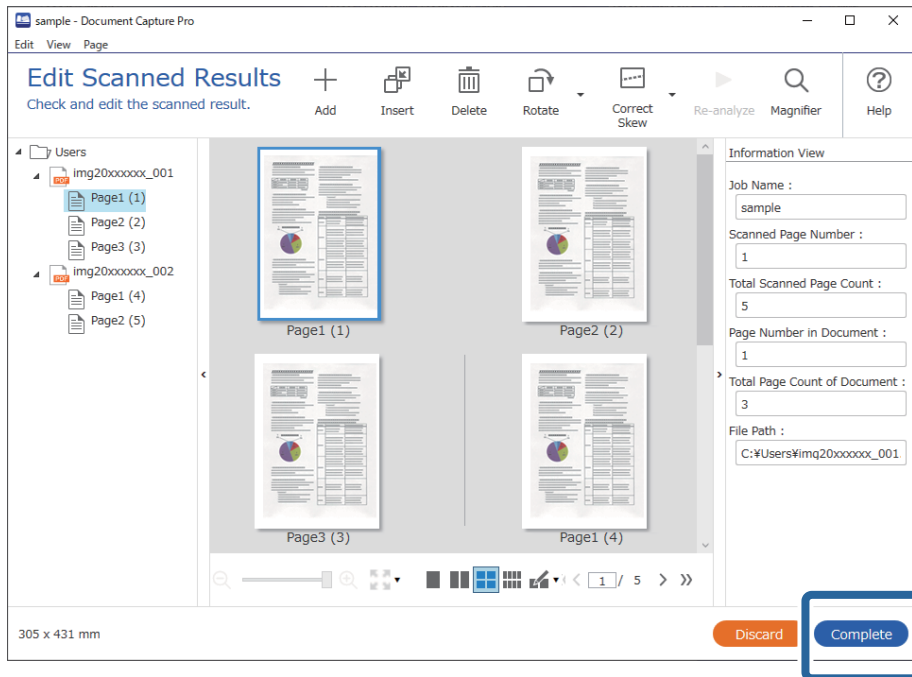 sample - Document Capture Pro
Edit View Page
Edit Scanned Results
Check and edit the scanned result.
Add
Insert
Delete
Rotate
Correct Skew
Re-analyze
Magnifier
Help
Users
PDF
img20xxxxxx_001
Page1 (1)
Page2 (2)
Page3 (3)
PDF
img20xxxxxx_002
Page1 (4)
Page2 (5)
Page1 (1)
Page2 (2)
Page3 (3)
Page1 (4)
1 / 5
Information View
Job Name :
sample
Scanned Page Number :
1
Total Scanned Page Count :
5
Page Number in Document :
1
Total Page Count of Document :
3
File Path :
C:¥Users¥img20xxxxxx_001.
305 x 431 mm
Discard
Complete